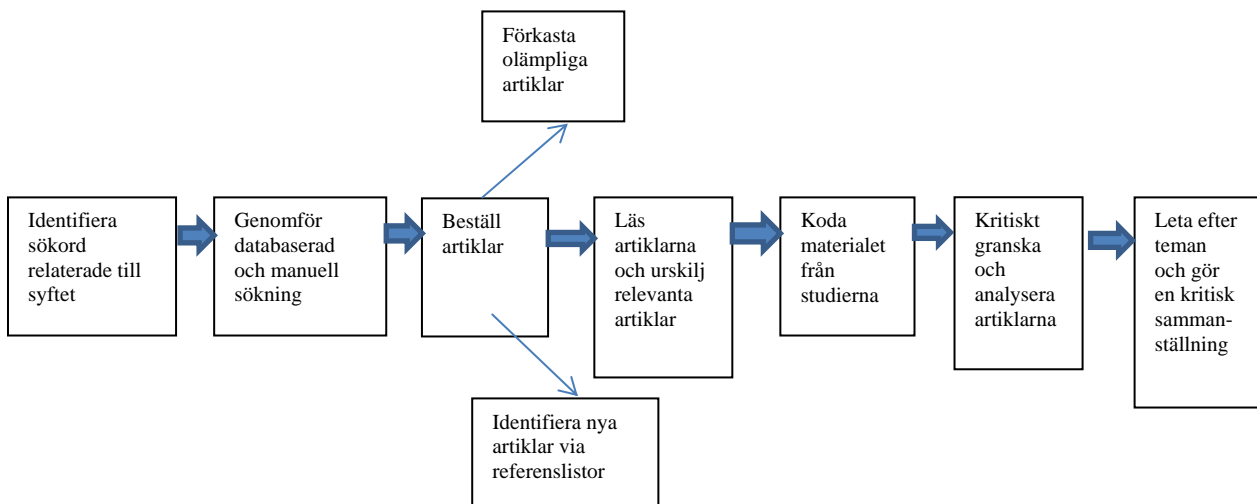 Förkasta
olämpliga
artiklar
Identifiera
sökord
relaterade till
syftet
Genomför
databaserad
och manuell
sökning
Beställ
artiklar
Läs
artiklarna
och urskilj
relevanta
artiklar
Koda
materialet
från
studierna
Kritiskt
granska
och
analysera
artiklarna
Leta efter
teman
och gör
en kritisk
samman-
ställning
Identifiera nya
artiklar via
referenslistor